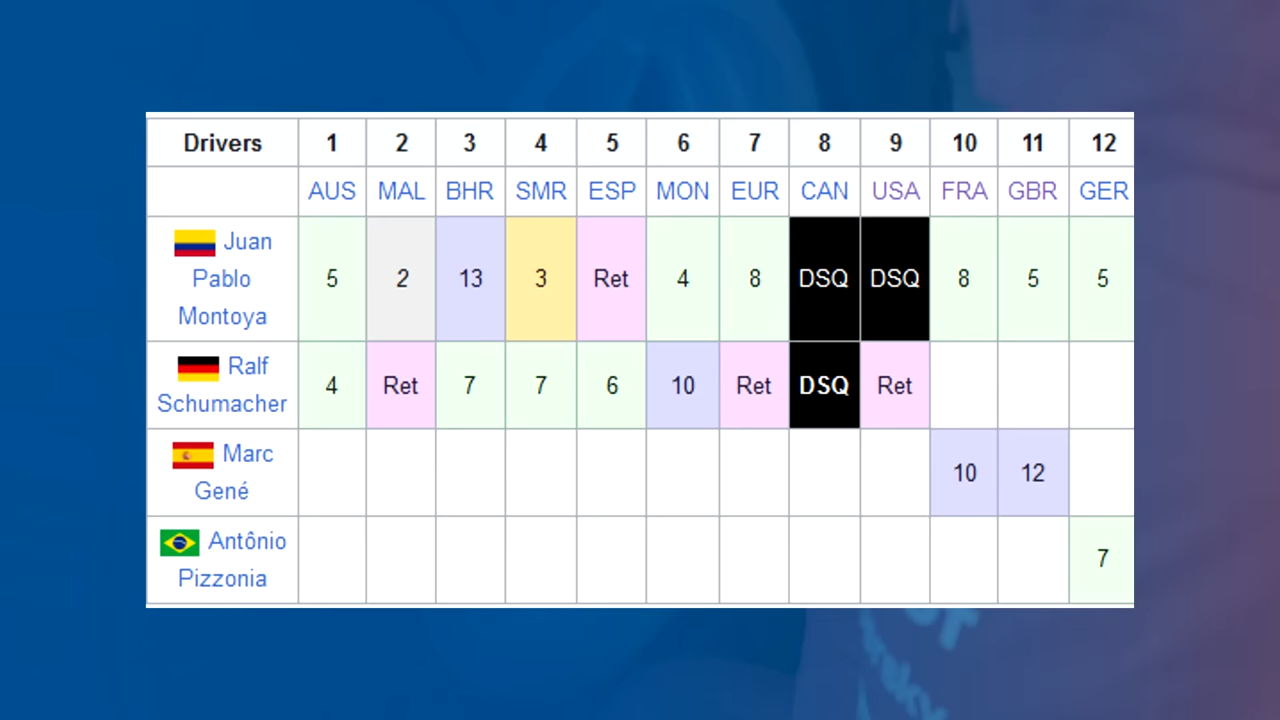 Drivers 1 2 3 4 5 6 7 8 9 10 11 12
AUS MAL BHR SMR ESP MON EUR CAN USA FRA GBR GER
Juan
Pablo 5 2 13 3 Ret 4 8 DSQ DSQ 8 5 5
Montoya
Ralf
Schumacher 4 Ret 7 7 6 10 Ret DSQ Ret
Marc
Gené 10 12
Antônio
Pizzonia 7